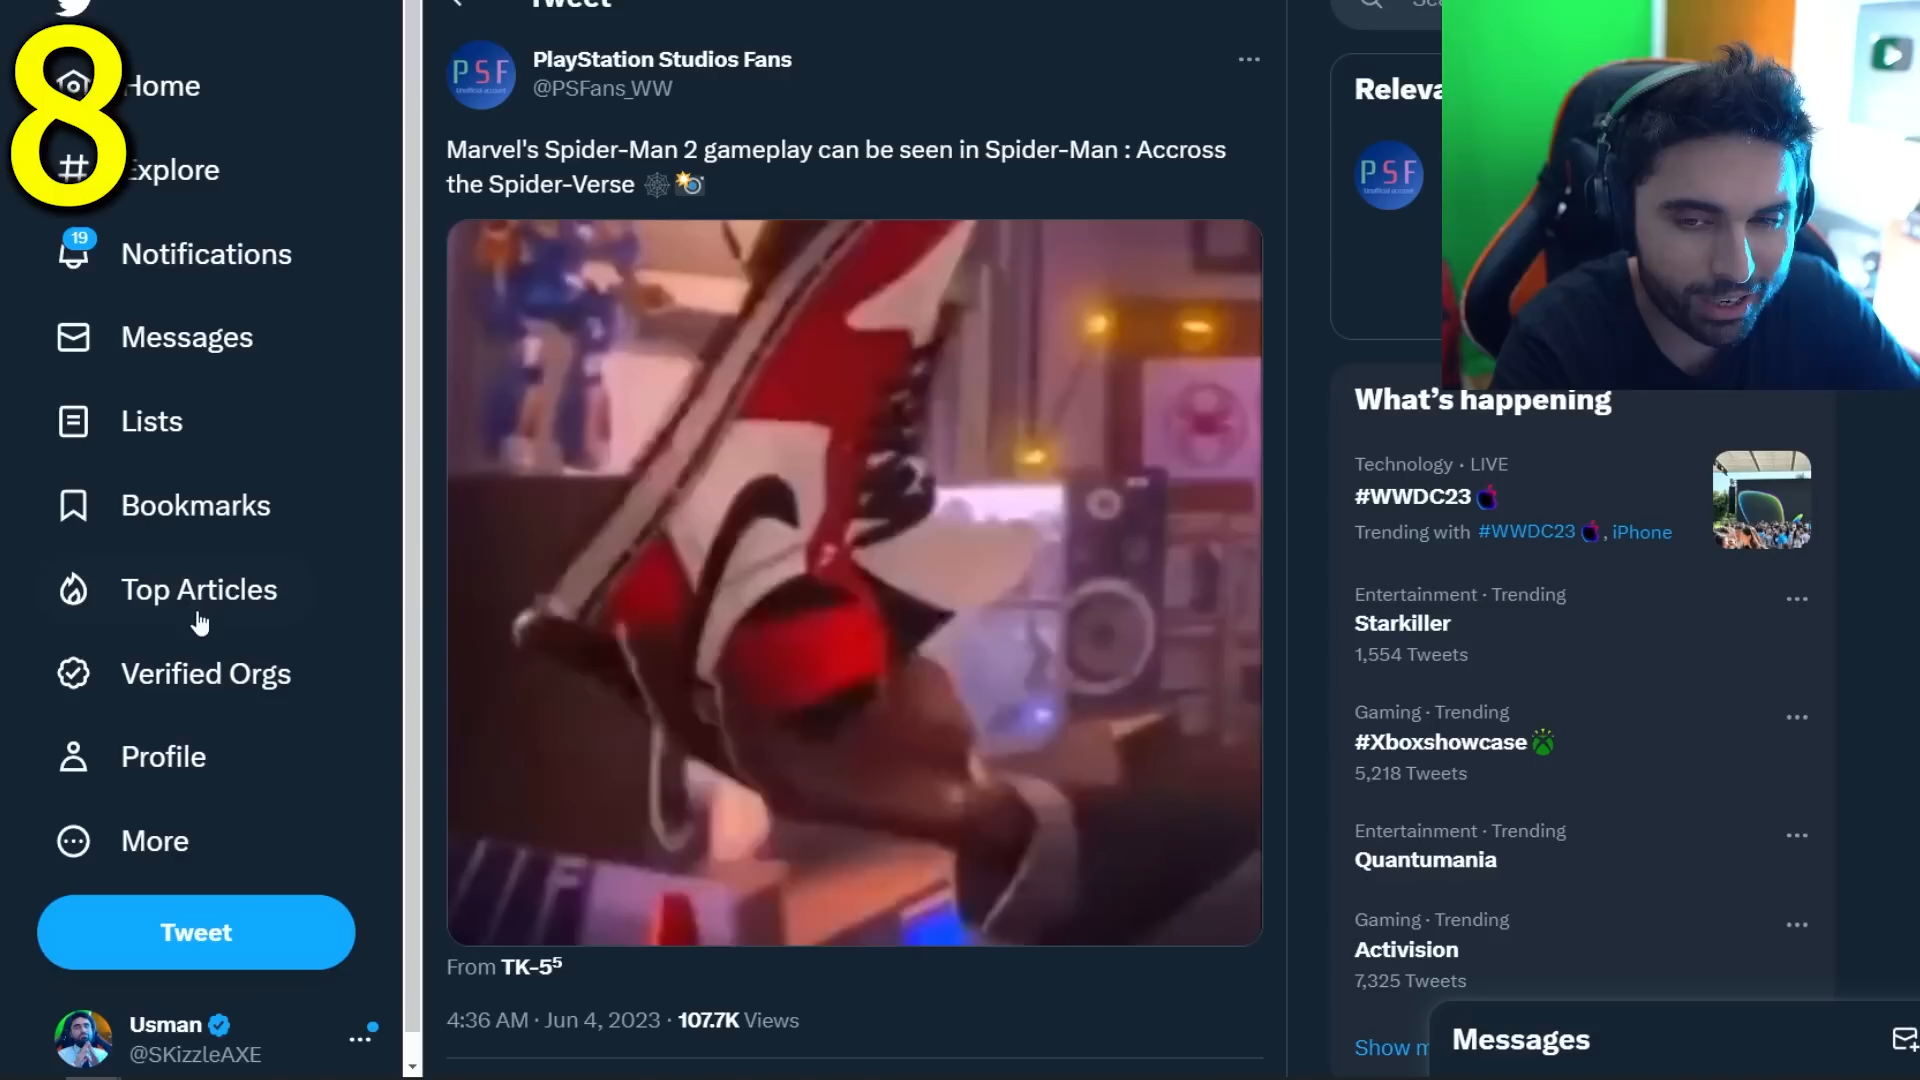 8
Home
Explore
19
Notifications
Messages
Lists
Bookmarks
Top Articles
Verified Orgs
Profile
More
Tweet
Usman
@SKizzleAXE
Tweet
PSF
PlayStation Studios Fans
@PSFans_WW
Marvel's Spider-Man 2 gameplay can be seen in Spider-Man : Accross
the Spider-Verse
From TK-5⁵
4:36 AM · Jun 4, 2023 · 107.7K Views
Releva
PSF
What's happening
Technology · LIVE
#WWDC23
Trending with #WWDC23 , iPhone
Entertainment · Trending
Starkiller
1,554 Tweets
Gaming · Trending
#Xboxshowcase
5,218 Tweets
Entertainment · Trending
Quantumania
Gaming · Trending
Activision
7,325 Tweets
Show m
Messages